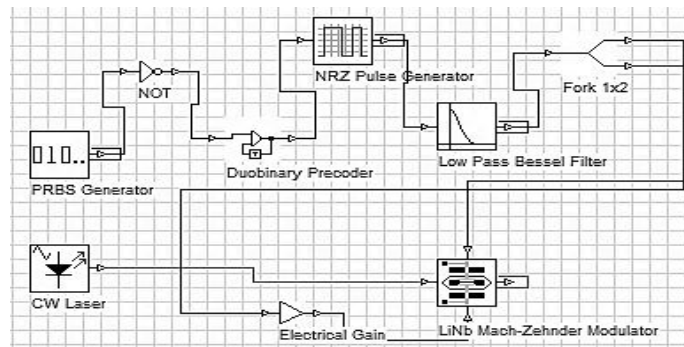 NRZ Pulse Generator
NOT
Fork 1x2
010..
Duobinary Precoder
T
Low Pass Bessel Filter
PRBS Generator
CW Laser
Electrical Gain
LiNb Mach-Zehnder Modulator